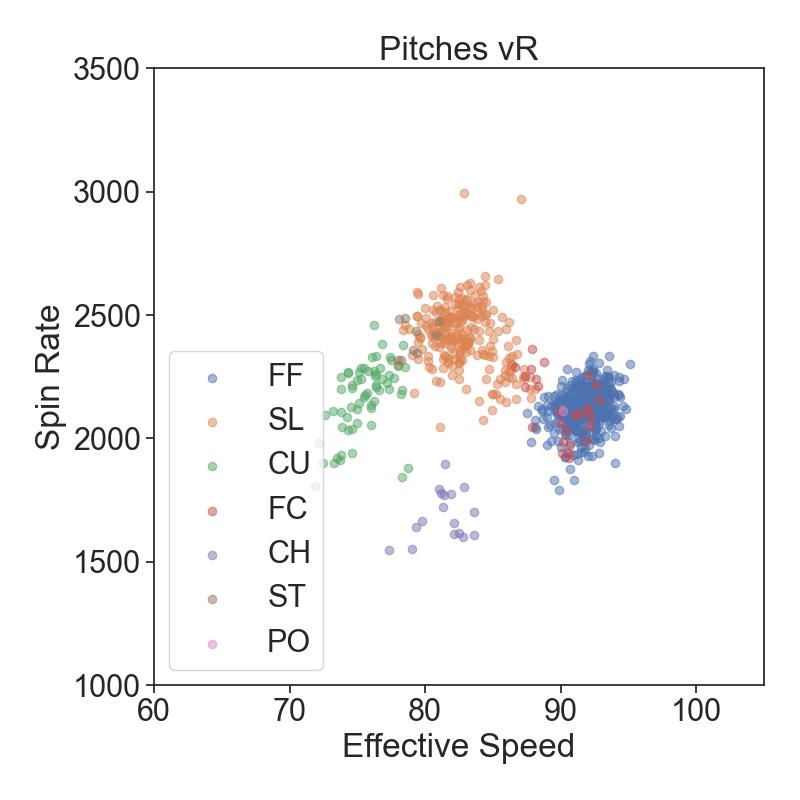 Pitches vR
3500
3000
2500
2000
1500
1000
Spin Rate
FF
SL
CU
FC
CH
ST
PO
60 70 80 90 100
Effective Speed